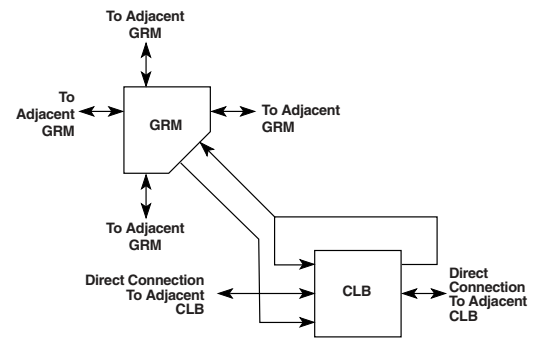 To Adjacent
GRM
To
Adjacent
GRM
GRM
To Adjacent
GRM
To Adjacent
GRM
Direct Connection
To Adjacent
CLB
CLB
Direct
Connection
To Adjacent
CLB